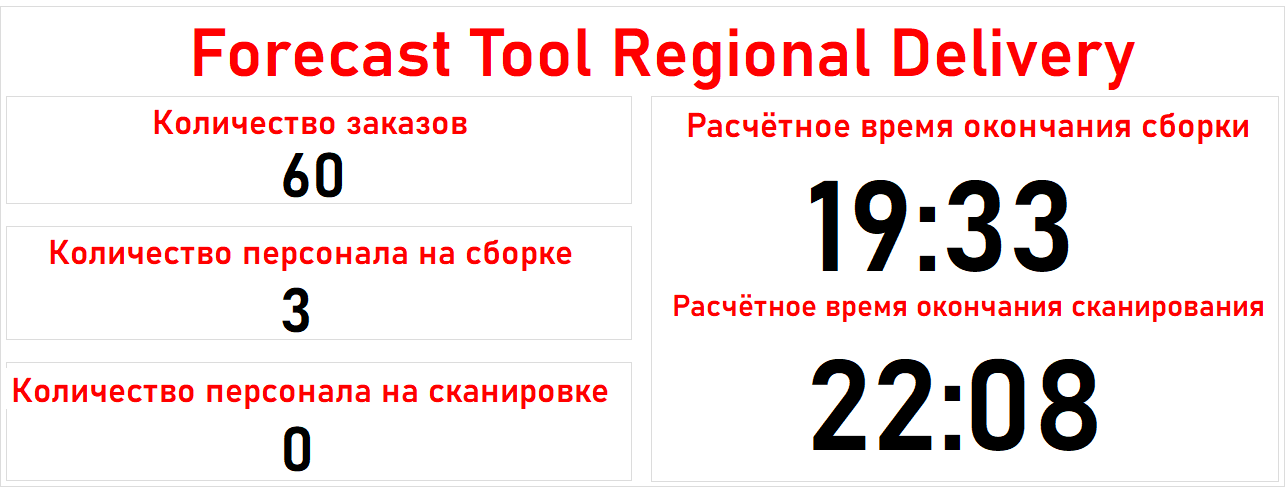 Forecast Tool Regional Delivery
Количество заказов
60
Количество персонала на сборке
3
Количество персонала на сканировке
0
Расчётное время окончания сборки
19:33
Расчётное время окончания сканирования
22:08